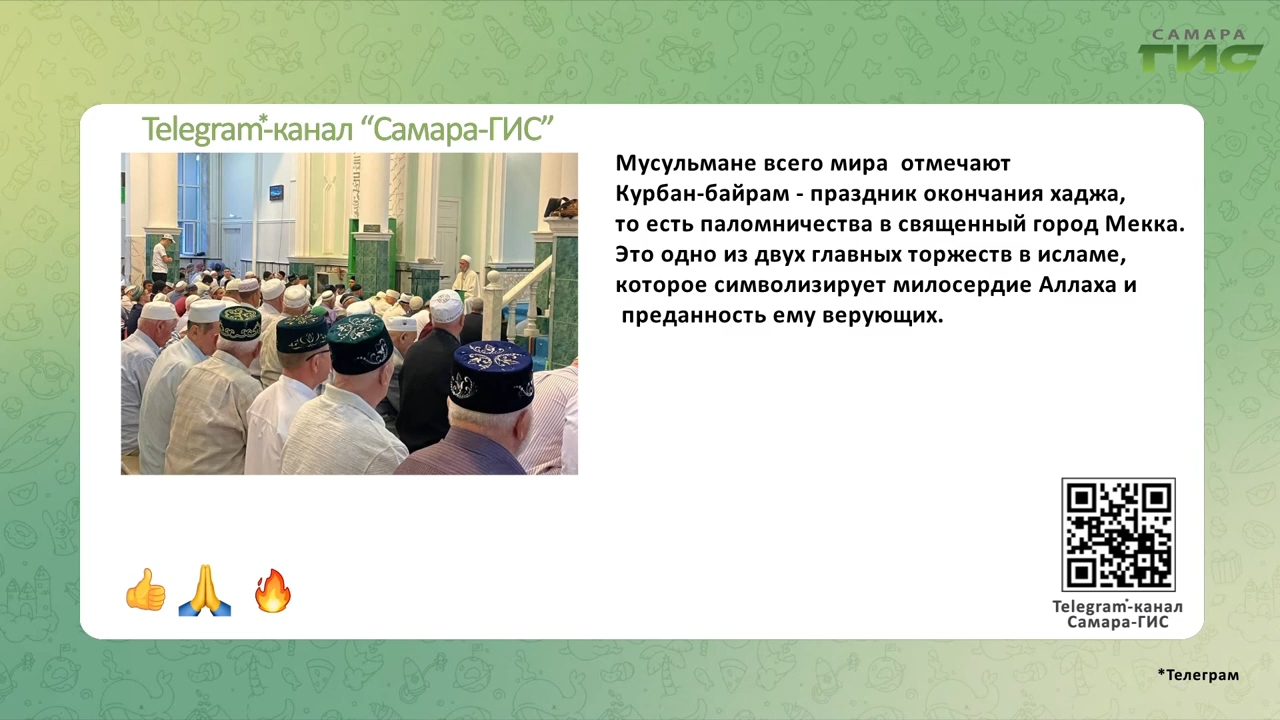 САМАРА
ГИС
Telegram*-канал “Самара-ГИС”
Мусульмане всего мира  отмечают
Курбан-байрам - праздник окончания хаджа,
то есть паломничества в священный город Мекка.
Это одно из двух главных торжеств в исламе,
которое символизирует милосердие Аллаха и
преданность ему верующих.
Telegram*-канал
Самара-ГИС
*Телеграм